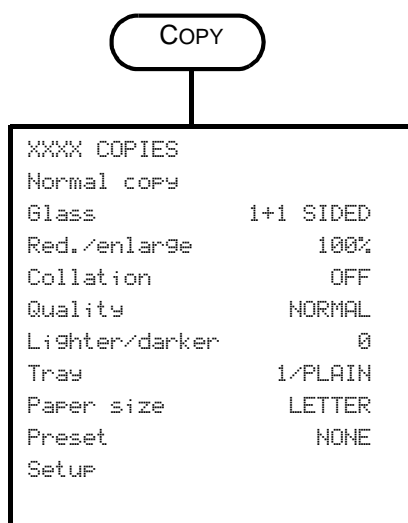 COPY
XXXX COPIES
Normal copy
Glass 1+1 SIDED
Red./enlarge 100%
Collation OFF
Quality NORMAL
Lighter/darker 0
Tray 1/PLAIN
Paper size LETTER
Preset NONE
Setup